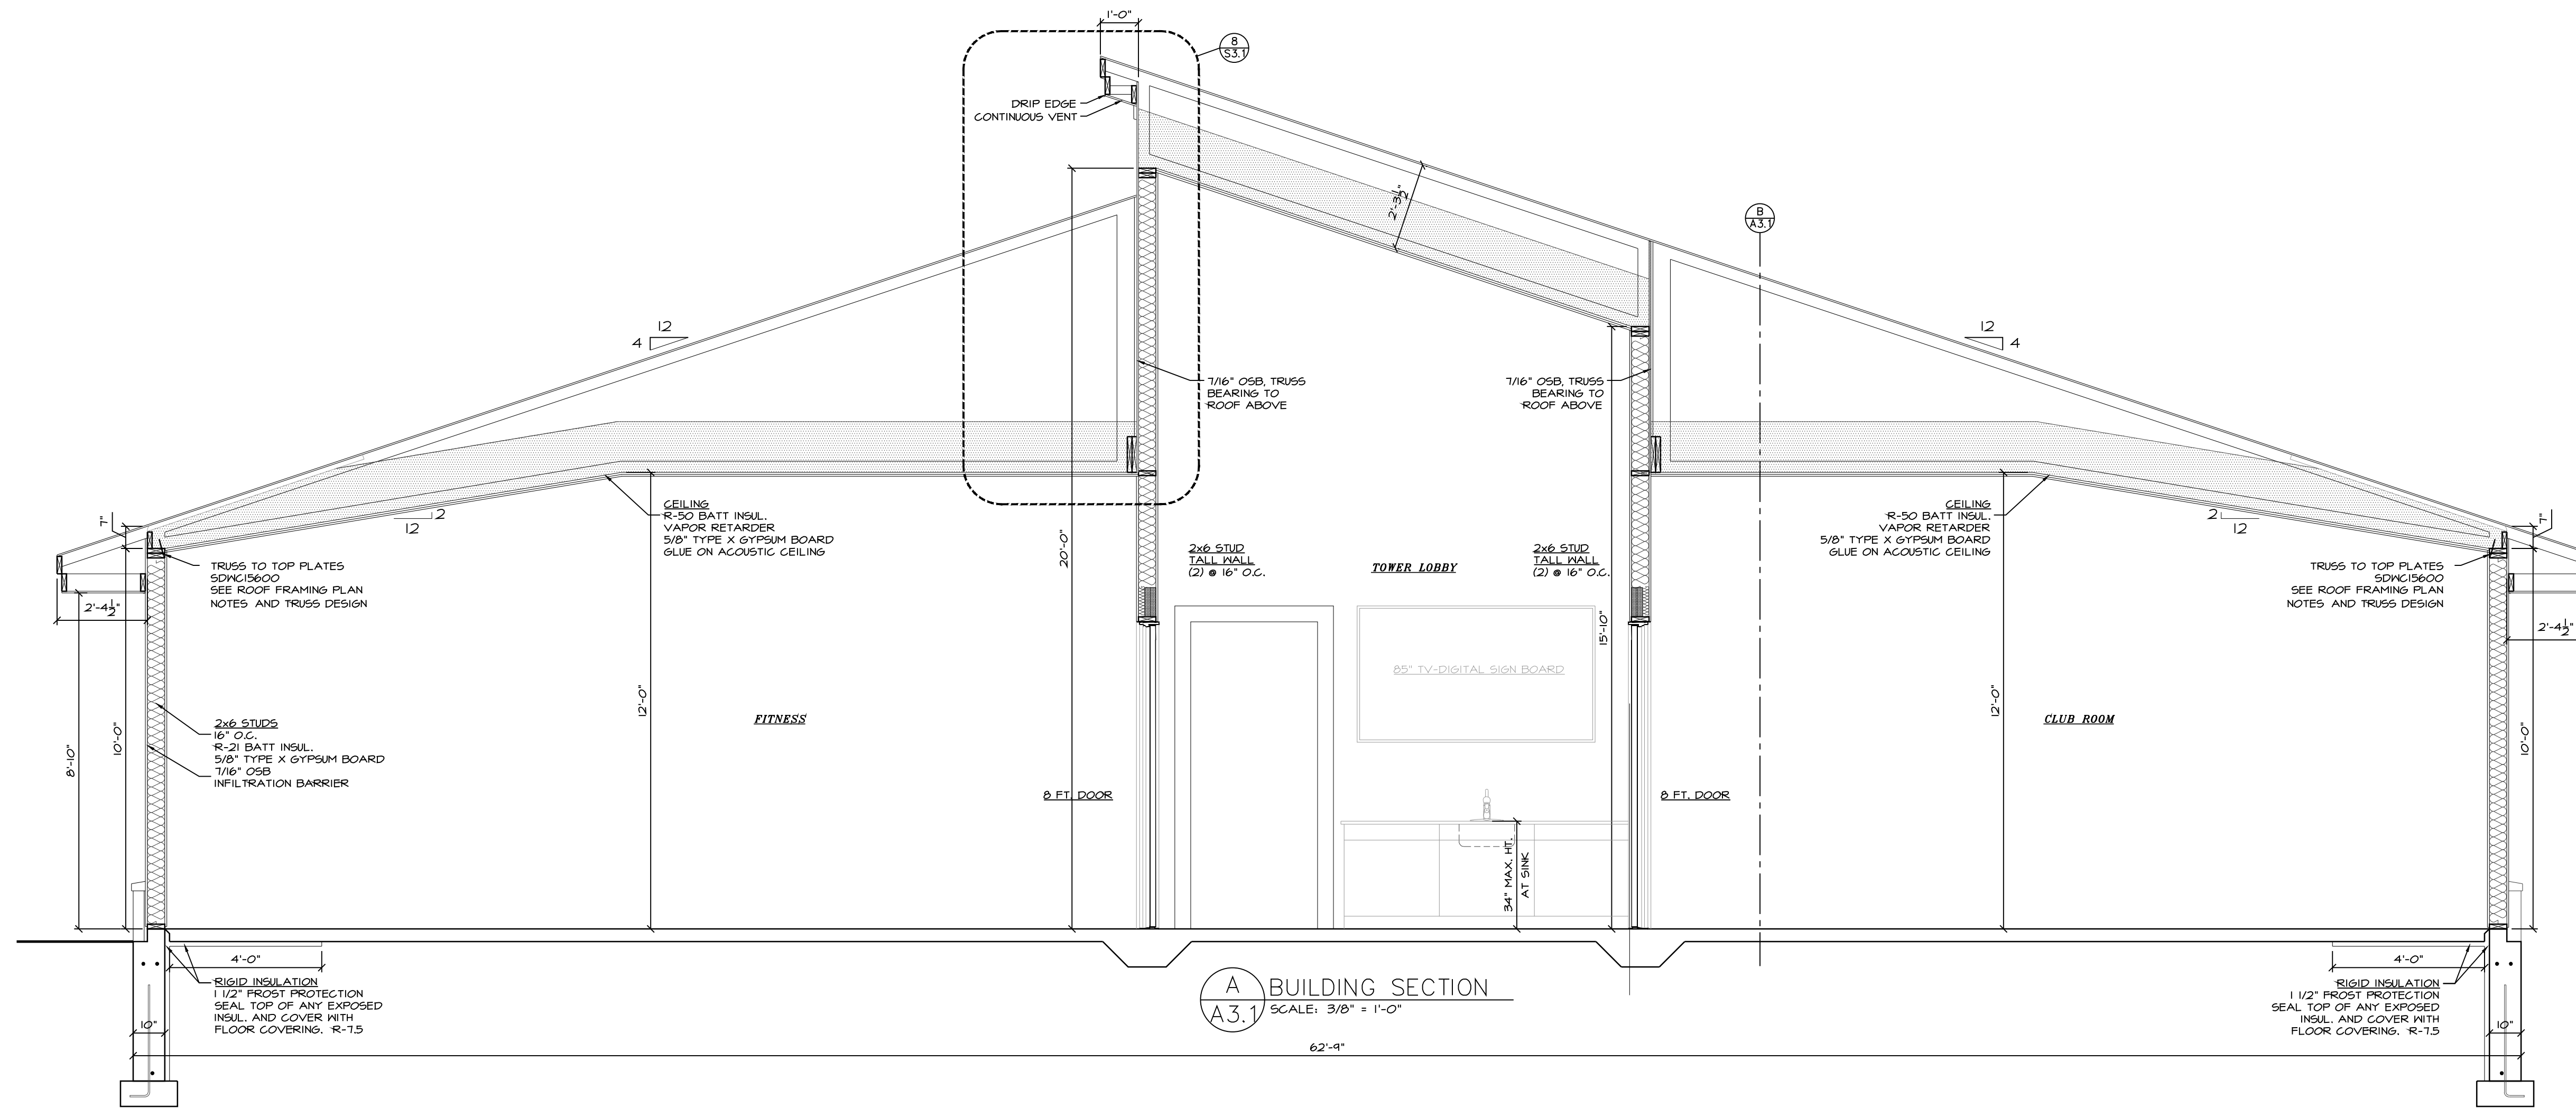 1'-0"
8
S3.1
DRIP EDGE
CONTINUOUS VENT
2'-3½"
B
A3.1
12
4
12
4
7/16" OSB, TRUSS
BEARING TO
ROOF ABOVE
7/16" OSB, TRUSS
BEARING TO
ROOF ABOVE
7"
2
12
CEILING
R-50 BATT INSUL.
VAPOR RETARDER
5/8" TYPE X GYPSUM BOARD
GLUE ON ACOUSTIC CEILING
20'-0"
2x6 STUD
TALL WALL
(2) @ 16" O.C.
TOWER LOBBY
2x6 STUD
TALL WALL
(2) @ 16" O.C.
15'-10"
CEILING
R-50 BATT INSUL.
VAPOR RETARDER
5/8" TYPE X GYPSUM BOARD
GLUE ON ACOUSTIC CEILING
2
12
7"
TRUSS TO TOP PLATES
SDWC15600
SEE ROOF FRAMING PLAN
NOTES AND TRUSS DESIGN
2'-4½"
TRUSS TO TOP PLATES
SDWC15600
SEE ROOF FRAMING PLAN
NOTES AND TRUSS DESIGN
2'-4½"
85" TV-DIGITAL SIGN BOARD
8'-10"
10'-0"
2x6 STUDS
16" O.C.
R-21 BATT INSUL.
5/8" TYPE X GYPSUM BOARD
7/16" OSB
INFILTRATION BARRIER
12'-0"
FITNESS
8 FT. DOOR
34" MAX. HT.
AT SINK
8 FT. DOOR
12'-0"
CLUB ROOM
10'-0"
4'-0"
RIGID INSULATION
1 1/2" FROST PROTECTION
SEAL TOP OF ANY EXPOSED
INSUL. AND COVER WITH
FLOOR COVERING. R-7.5
10"
A
A3.1
BUILDING SECTION
SCALE: 3/8" = 1'-0"
4'-0"
RIGID INSULATION
1 1/2" FROST PROTECTION
SEAL TOP OF ANY EXPOSED
INSUL. AND COVER WITH
FLOOR COVERING. R-7.5
10"
62'-9"